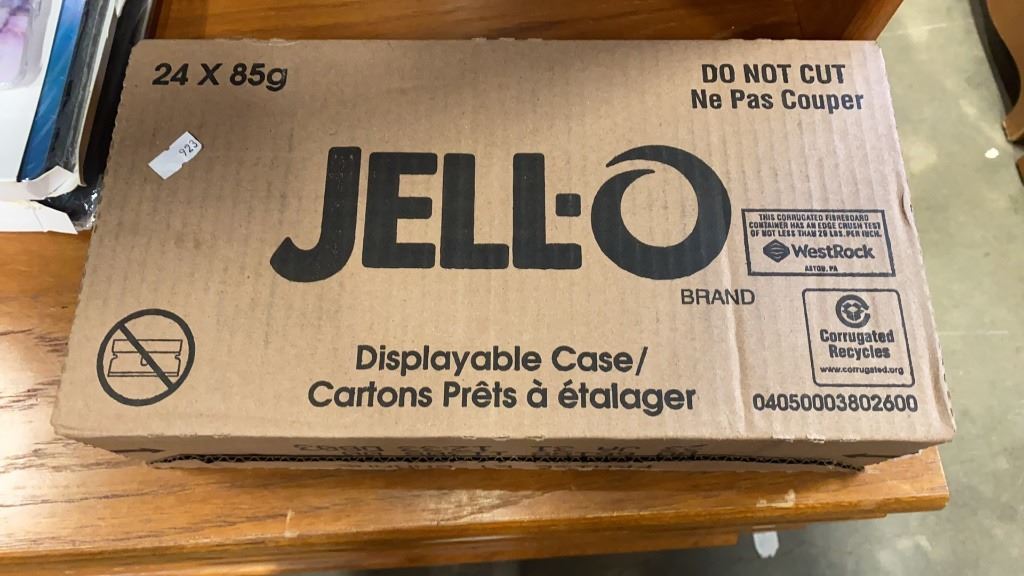 24 X 85g
DO NOT CUT
Ne Pas Couper
923
JELL-O
BRAND
THIS CORRUGATED FIBREBOARD
CONTAINER HAS AN EDGE CRUSH TEST
OF NOT LESS THAN 29 LBS. PER INCH.
WestRock
ASTON, PA
Corrugated
Recycles
www.corrugated.org
Displayable Case/
Cartons Prêts à étalager
04050003802600